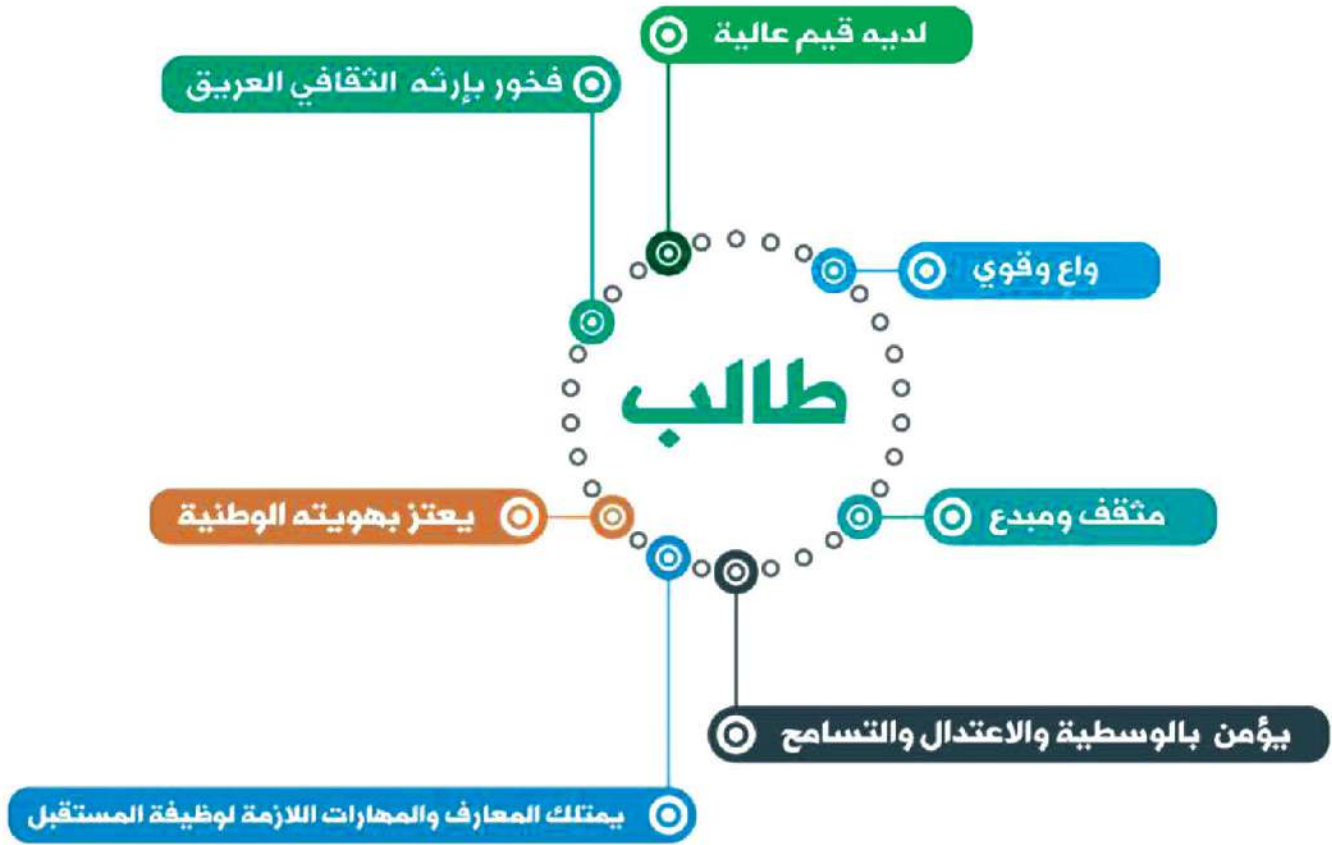 لديه قيم عالية
فخور بإرثه الثقافي العريق
واع وقوي
طالب
يعتز بهويته الوطنية
مثقف ومبدع
يؤمن بالوسطية والاعتدال والتسامح
يمتلك المعارف والمهارات اللازمة لوظيفة المستقبل